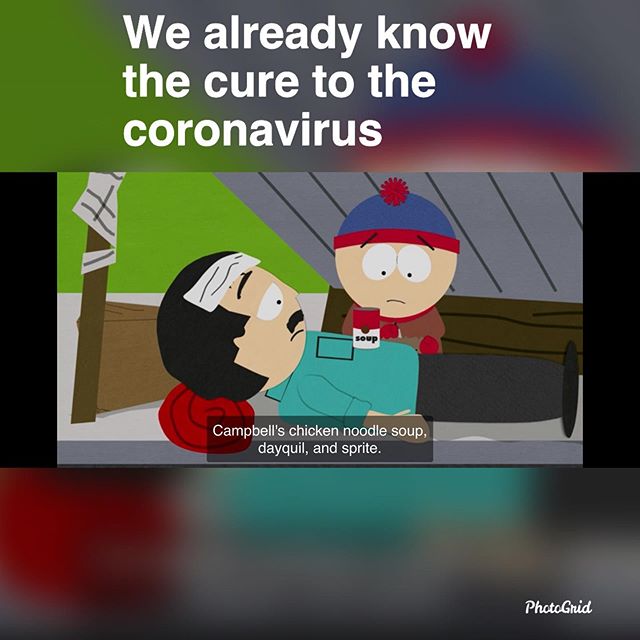 We already know
the cure to the
coronavirus
soup
Campbell's chicken noodle soup,
dayquil, and sprite.
PhotoGrid